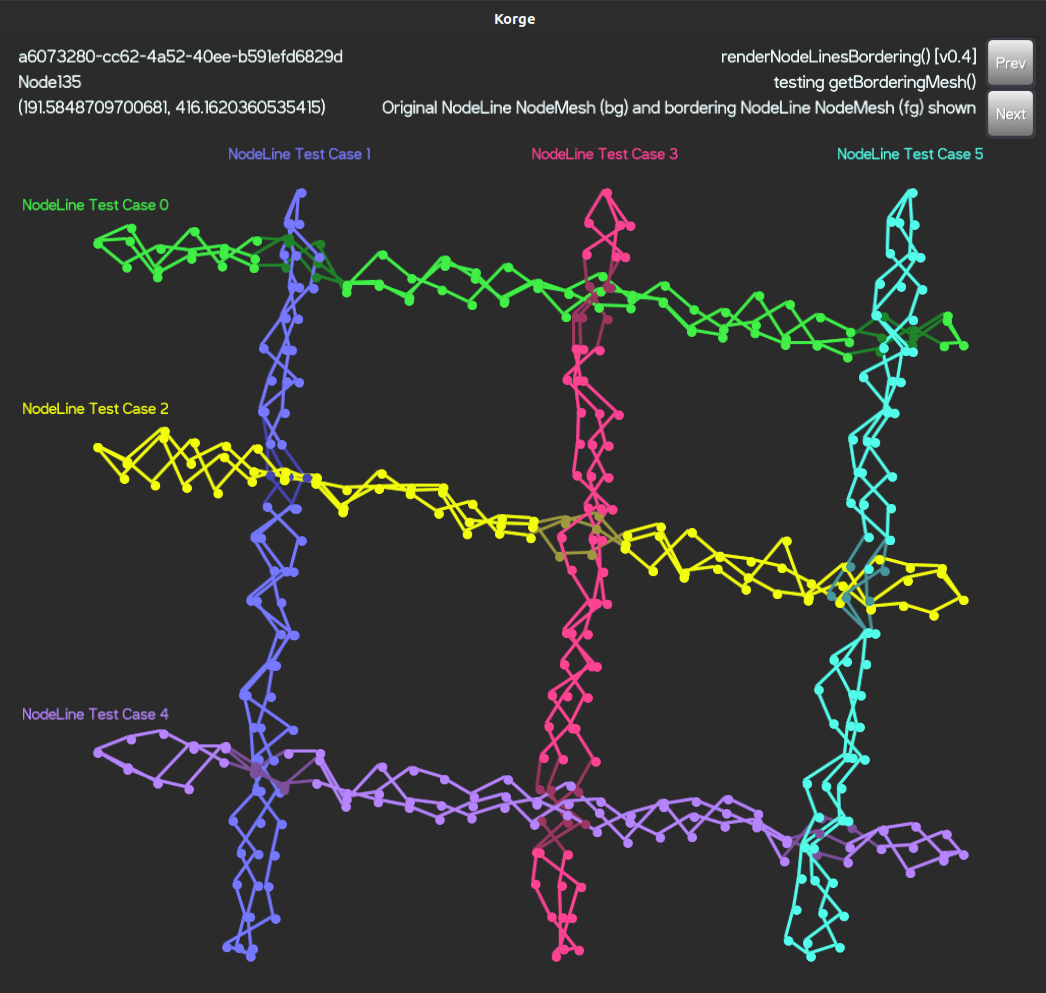 Korge
a6073280-cc62-4a52-40ee-b591efd6829d
Node135
(191.5848709700681, 416.1620360535415)
renderNodeLinesBordering() [v0.4]
testing getBorderingMesh()
Original NodeLine NodeMesh (bg) and bordering NodeLine NodeMesh (fg) shown
Prev
Next
NodeLine Test Case 1
NodeLine Test Case 3
NodeLine Test Case 5
NodeLine Test Case 0
NodeLine Test Case 2
NodeLine Test Case 4